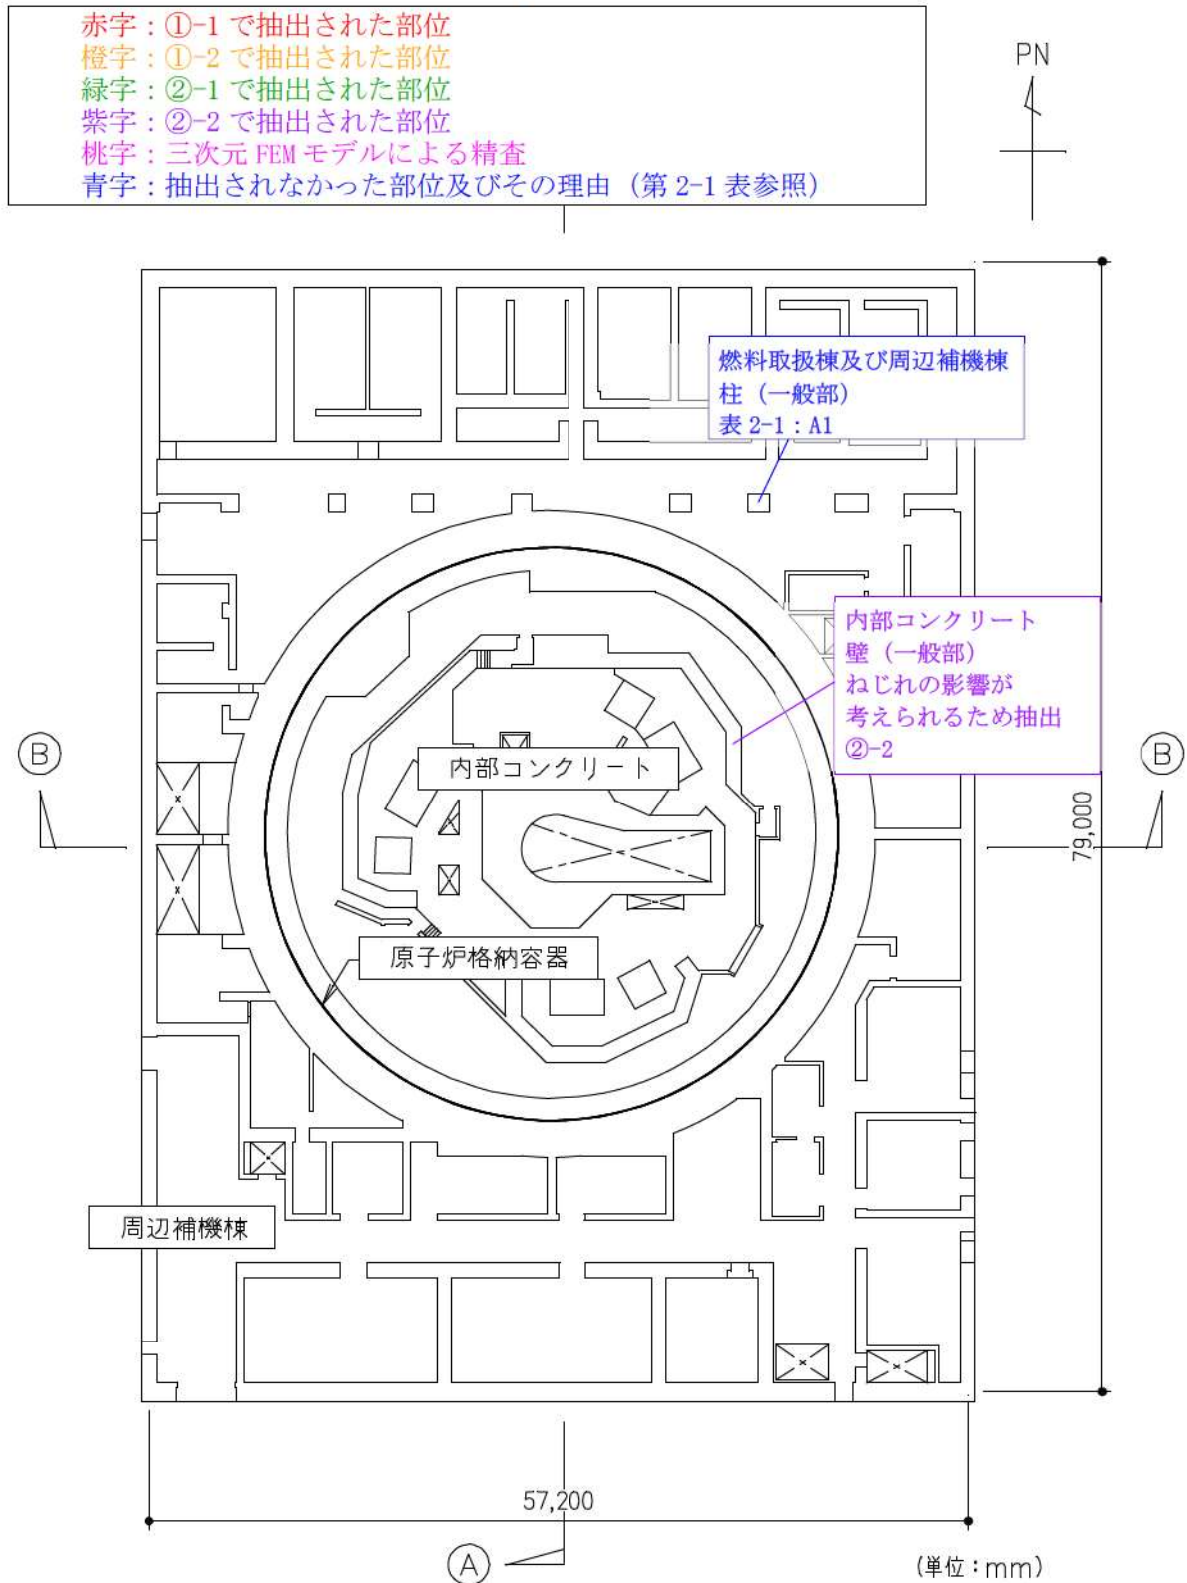 赤字：①-1 で抽出された部位
橙字：①-2 で抽出された部位
緑字：②-1 で抽出された部位
紫字：②-2 で抽出された部位
桃字：三次元 FEM モデルによる精査
青字：抽出されなかった部位及びその理由（第 2-1 表参照）
PN
燃料取扱棟及び周辺補機棟
柱（一般部）
表 2-1：A1
内部コンクリート
壁（一般部）
ねじれの影響が
考えられるため抽出
②-2
B
B
内部コンクリート
79,000
原子炉格納容器
周辺補機棟
57,200
A
(単位：mm)